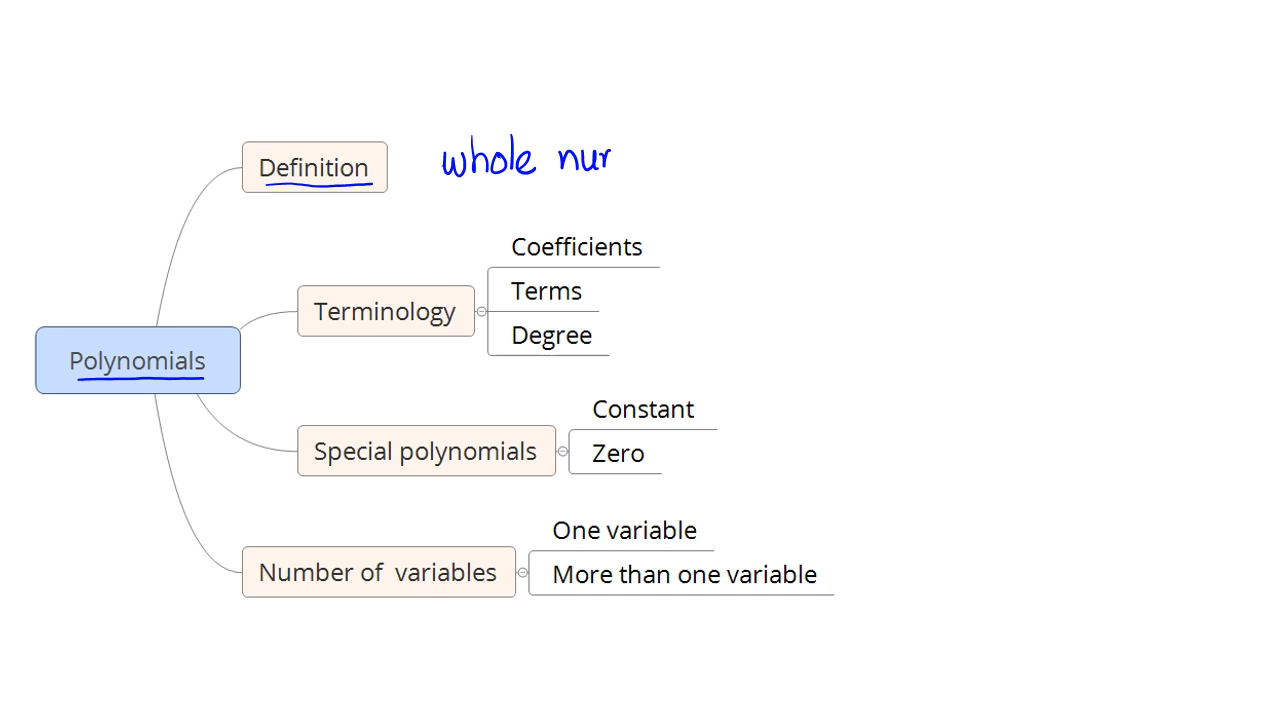 Definition
whole nur
Coefficients
Terminology
Terms
Degree
Polynomials
Constant
Special polynomials
Zero
One variable
Number of variables
More than one variable